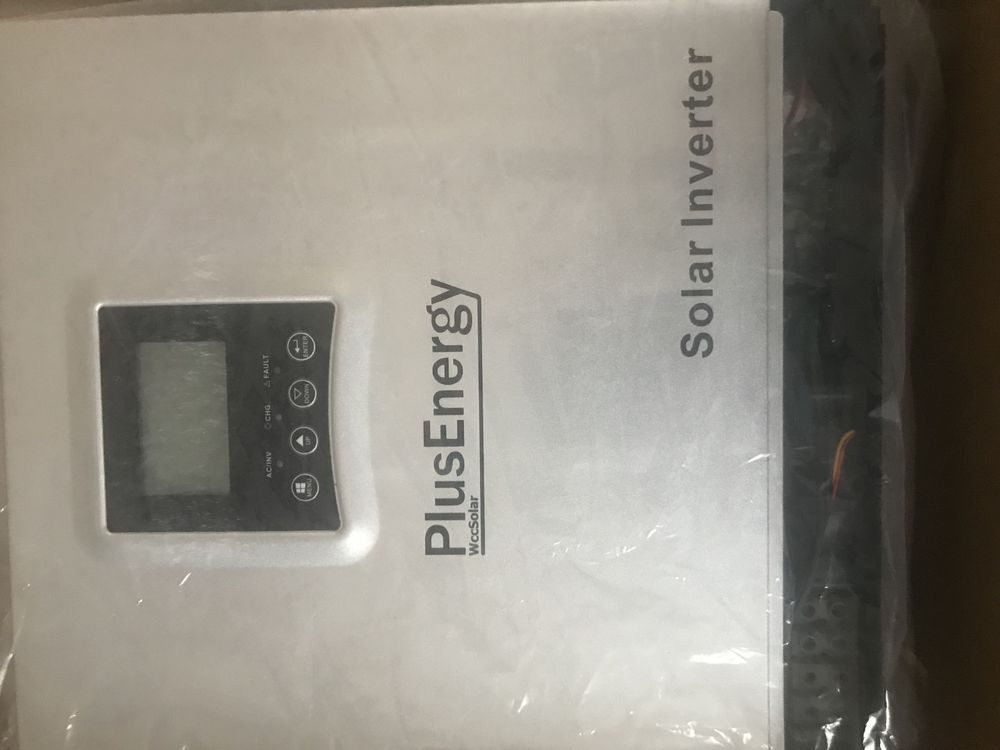 AC/INV CHG FAULT
MENU UP DOWN ENTER
PlusEnergy
WccSolar
Solar Inverter